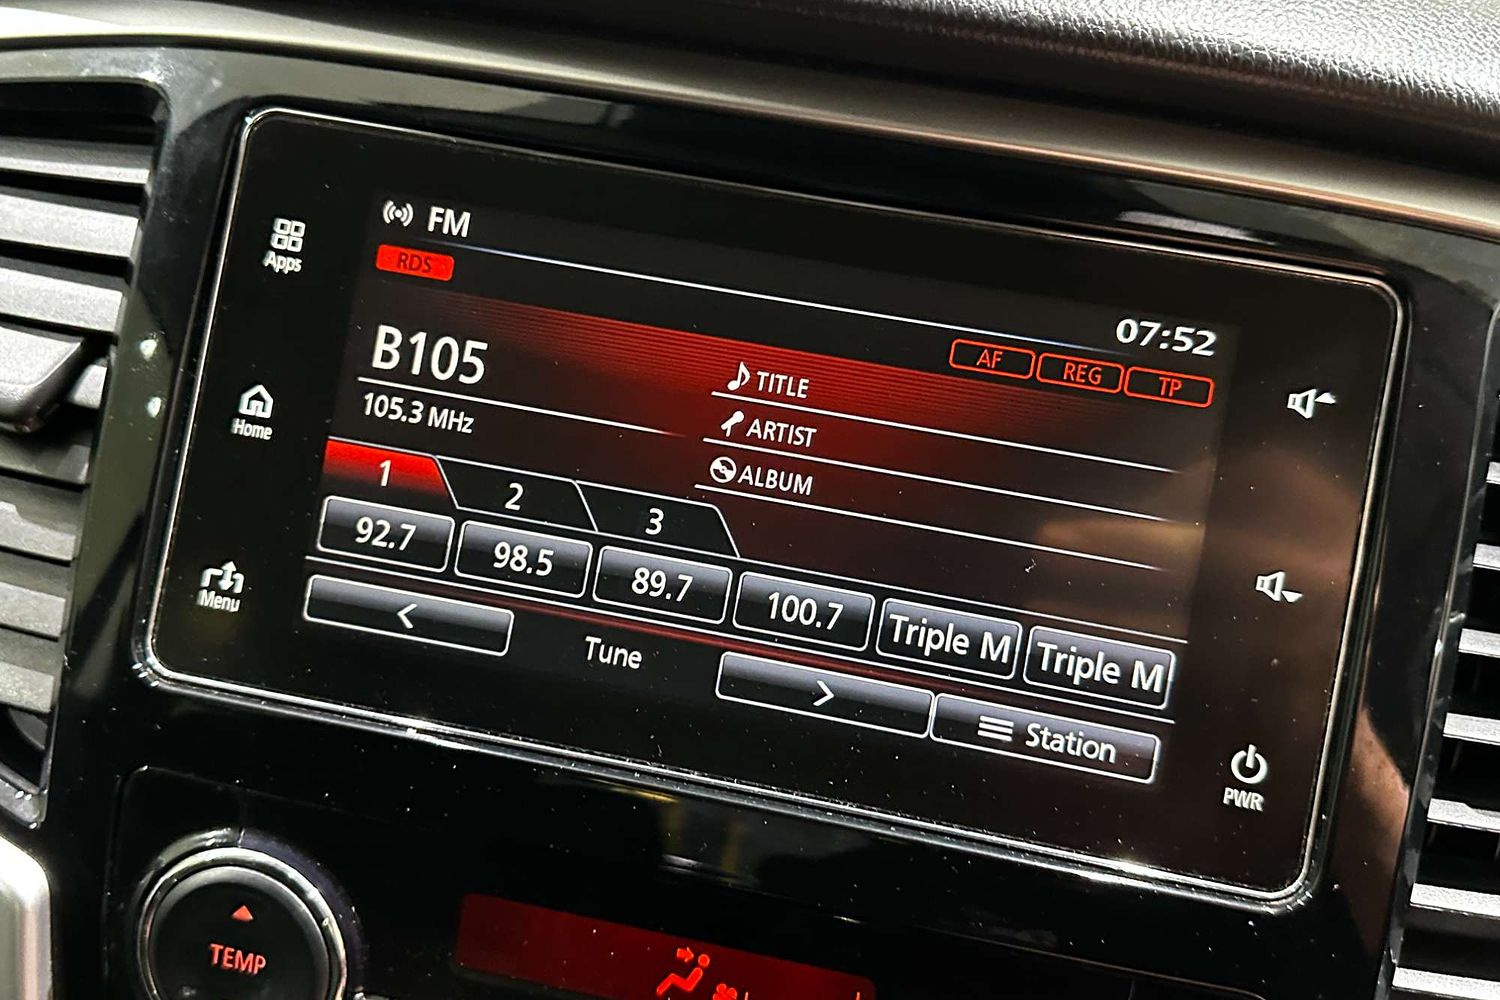 FM
RDS
07:52
Apps
AF REG TP
B105
105.3 MHz
TITLE
ARTIST
ALBUM
Home
1 2 3
92.7 98.5 89.7 100.7 Triple M Triple M
Menu
< Tune > Station
PWR
TEMP